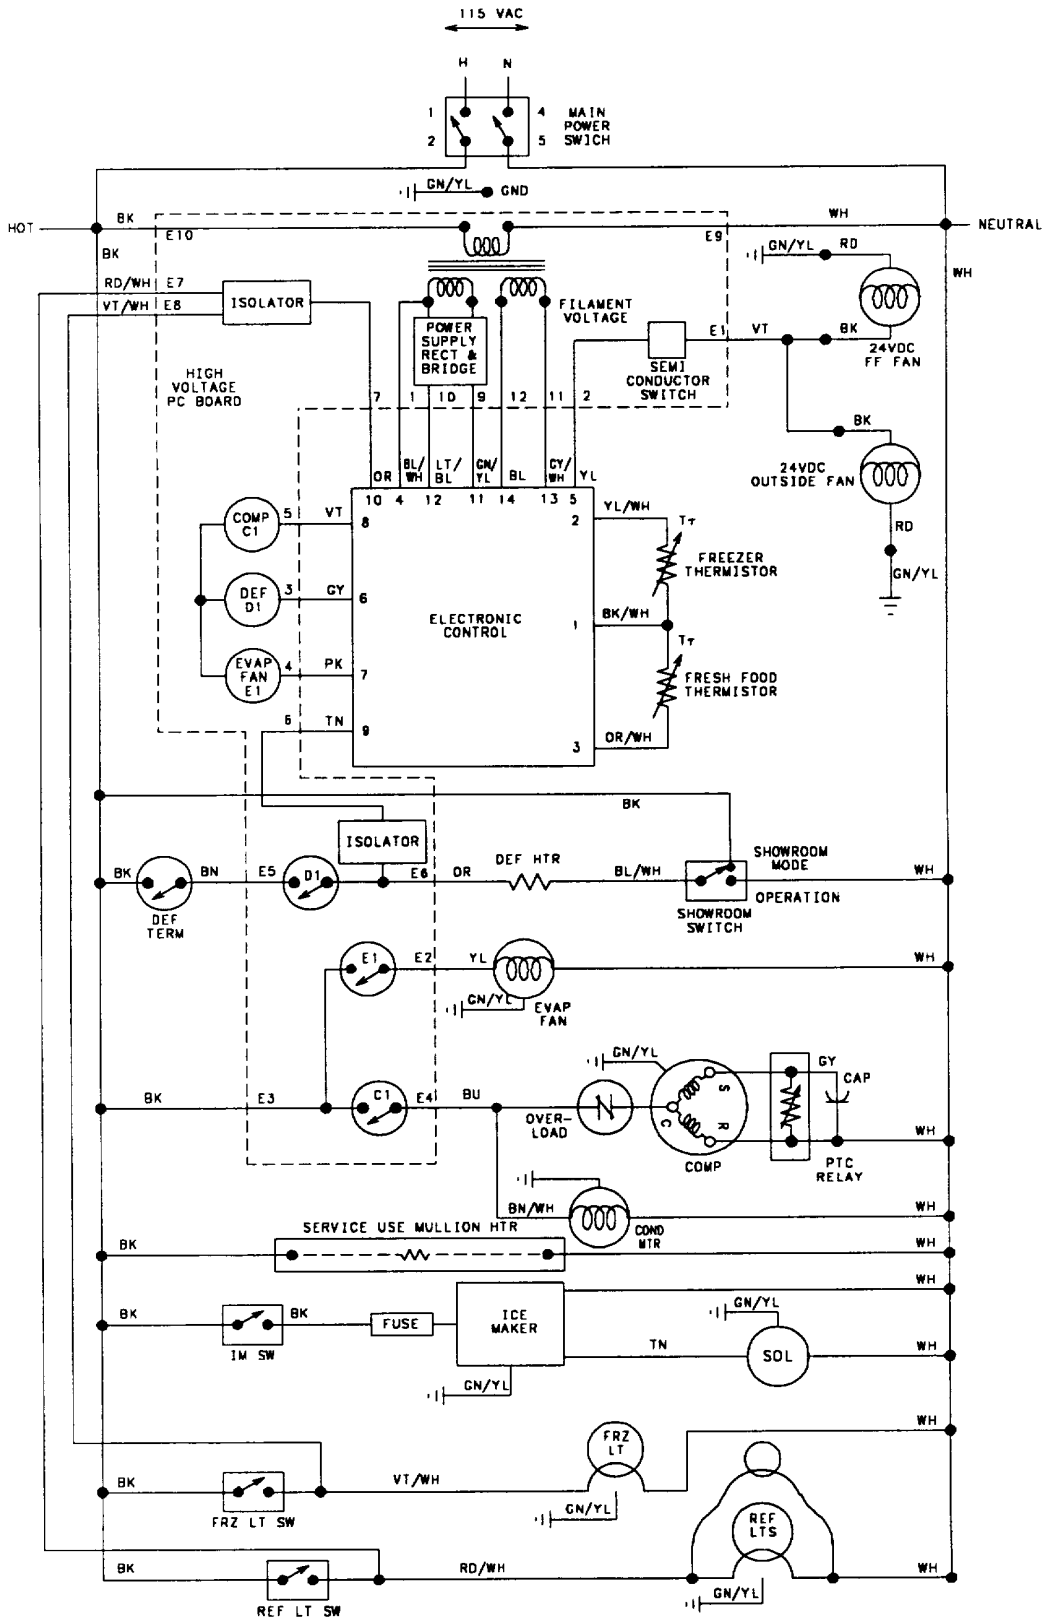 115 VAC
H N
1 4 MAIN
POWER
2 5 SWICH
GN/YL GND
HOT BK WH NEUTRAL
E10 E9
BK
GN/YL RD
WH
RD/WH E7
ISOLATOR
VT/WH E8
FILAMENT
VOLTAGE
POWER
SUPPLY
RECT &
BRIDGE
E1 VT BK
24VDC
FF FAN
SEMI
CONDUCTOR
SWITCH
HIGH
VOLTAGE
PC BOARD
7 1 10 9 12 11 2
BK
24VDC
OUTSIDE FAN
OR BL/WH LT/BL GN/YL BL GY/WH YL
10 4 12 11 14 13 5
COMP
C1
5 VT 8
2 YL/WH
RD
TT
FREEZER
THERMISTOR
GN/YL
DEF
D1
3 GY 6
ELECTRONIC
CONTROL
1 BK/WH
TT
EVAP
FAN
E1
4 PK 7
FRESH FOOD
THERMISTOR
6 TN 9
3 OR/WH
BK
ISOLATOR
SHOWROOM
MODE
DEF HTR
BK BN E5 D1 E6 OR BL/WH WH
OPERATION
DEF
TERM
SHOWROOM
SWITCH
E1 E2 YL WH
GN/YL
EVAP
FAN
GN/YL
GY
CAP
BK E3 C1 E4 BU
OVER-
LOAD
S
C R
WH
COMP
PTC
RELAY
BN/WH WH
COND
MTR
SERVICE USE MULLION HTR
BK WH
WH
BK BK FUSE
ICE
MAKER
GN/YL
IM SW
TN SOL WH
GN/YL
WH
FRZ
LT
BK VT/WH
GN/YL
FRZ LT SW
REF
LTS
BK RD/WH WH
GN/YL
REF LT SW